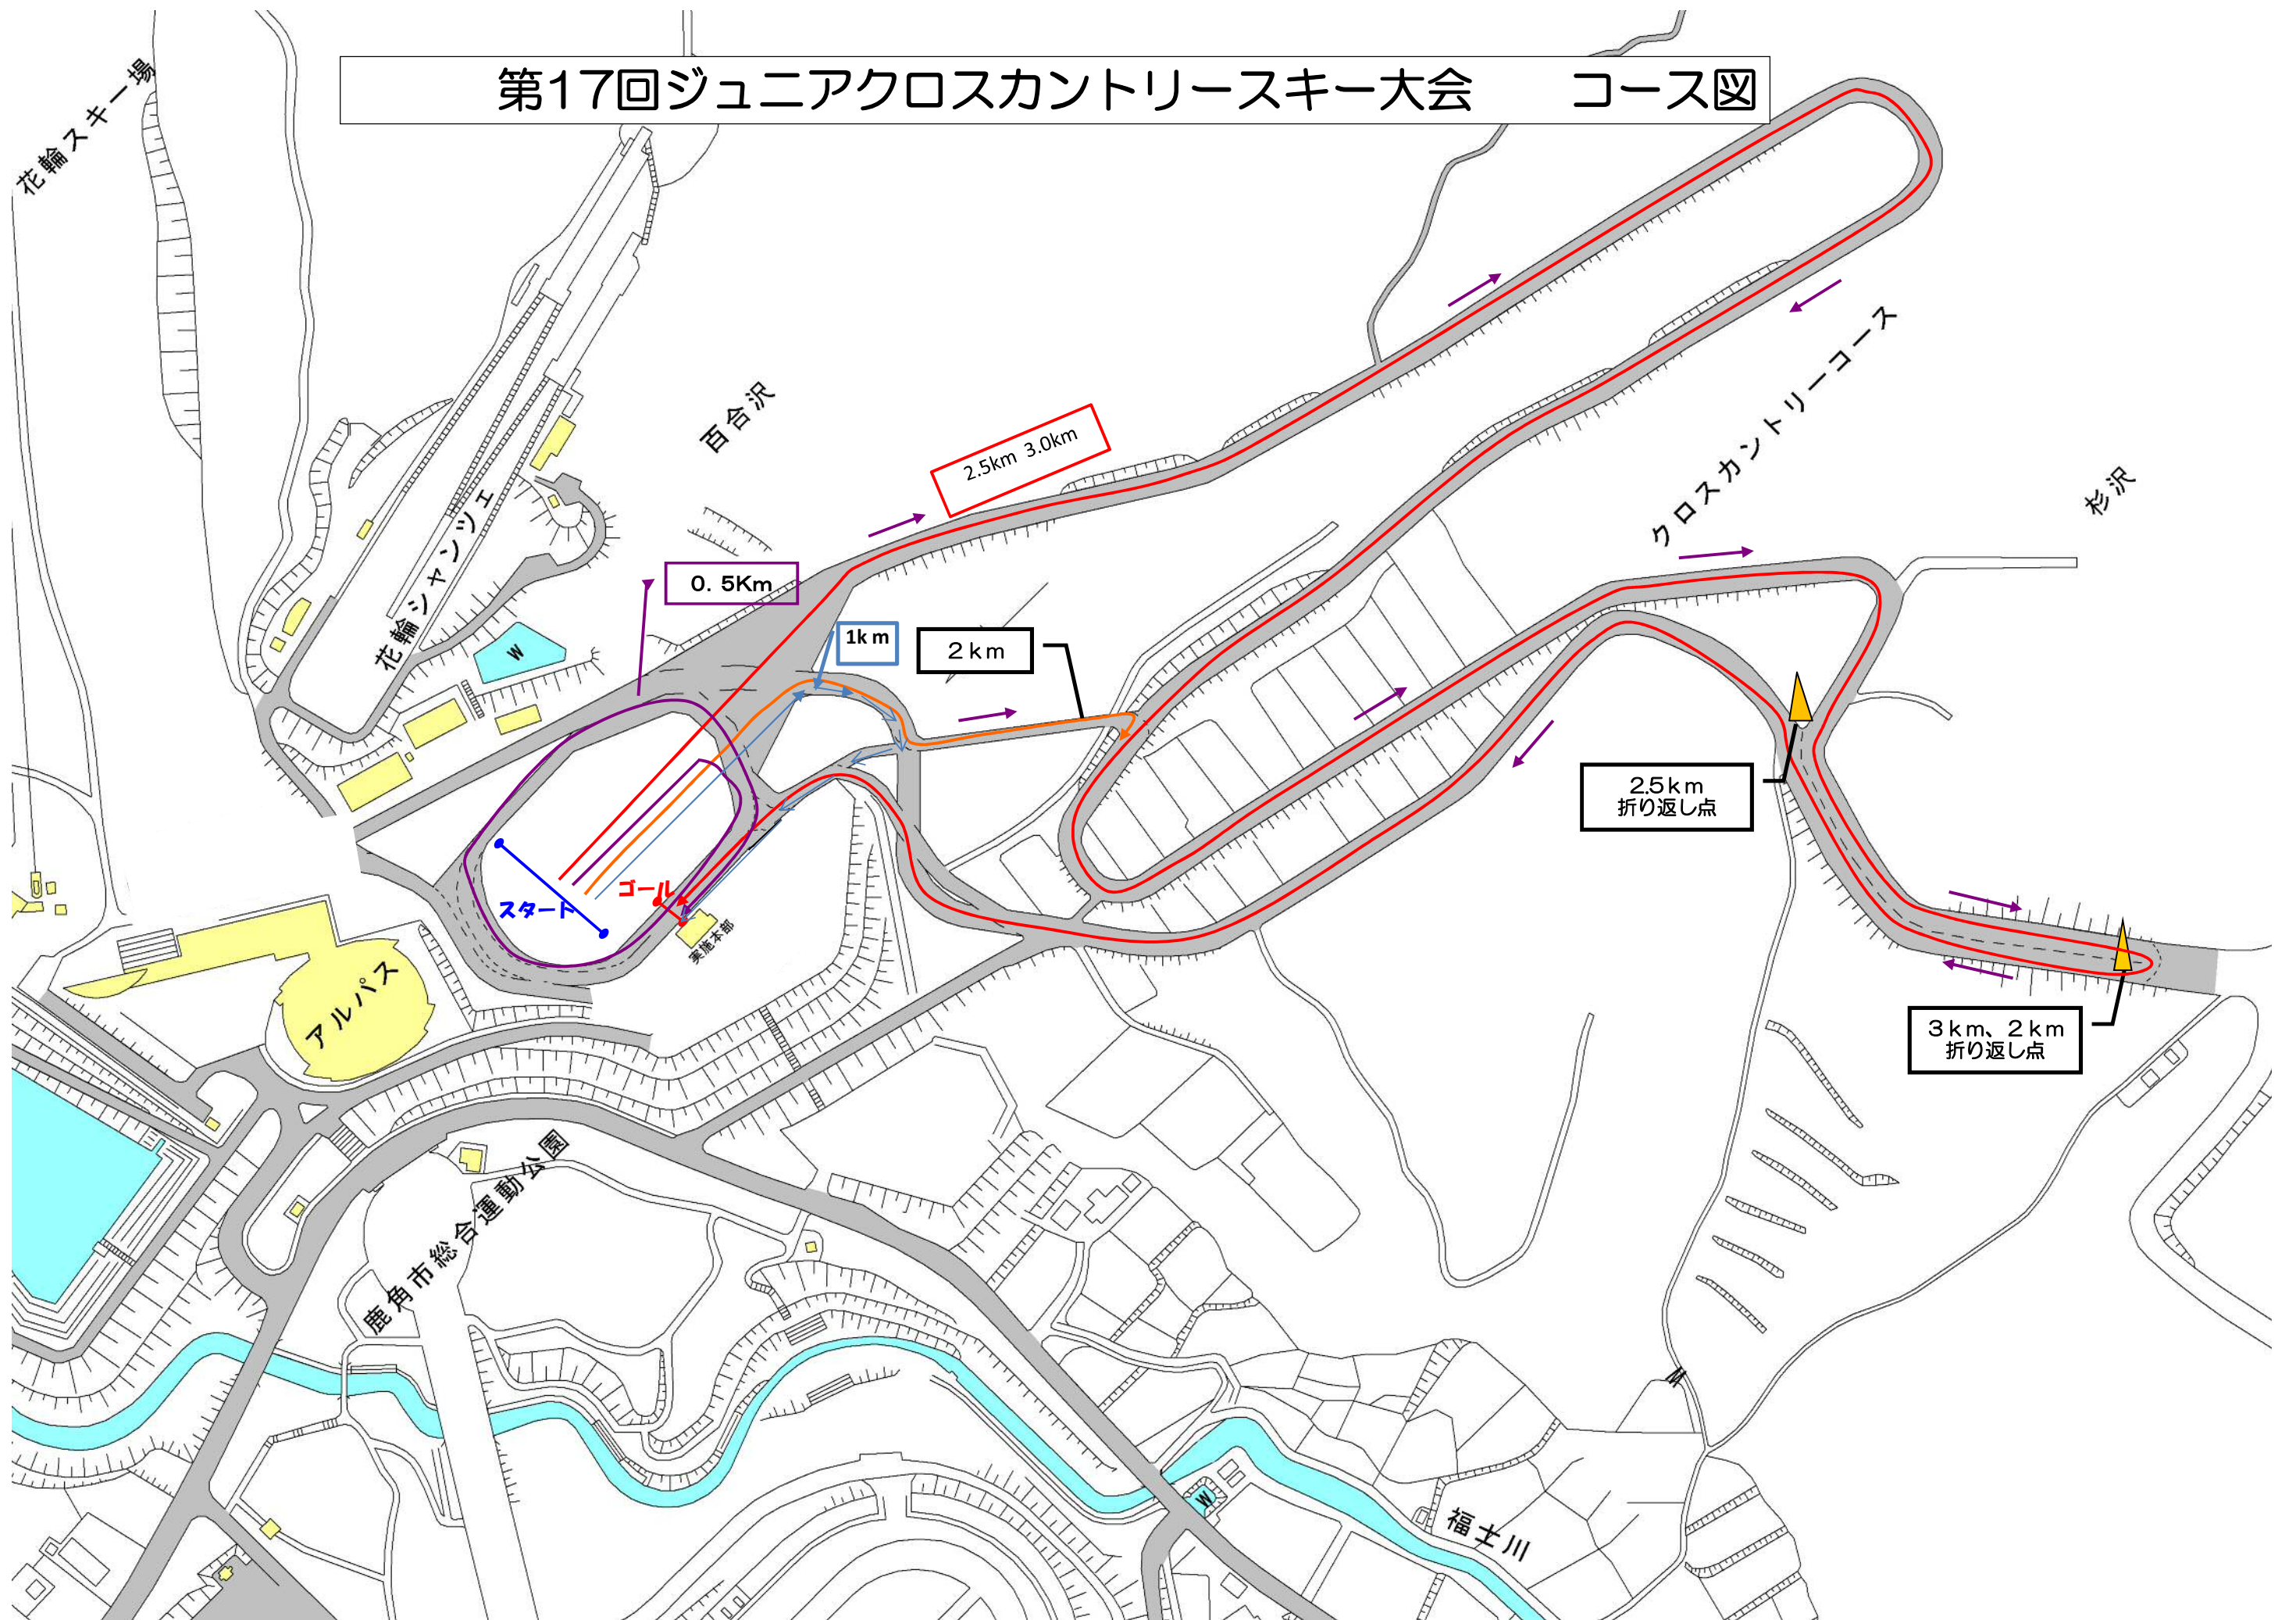 第17回ジュニアクロスカントリースキー大会　　コース図
花輪スキー場
百合沢
花輪シャンツェ
2.5km 3.0km
クロスカントリーコース
杉沢
0.5Km
1km
2km
W
2.5km
折り返し点
ゴール
スタート
実施本部
アルパス
3km、2km
折り返し点
鹿角市総合運動公園
W
福士川